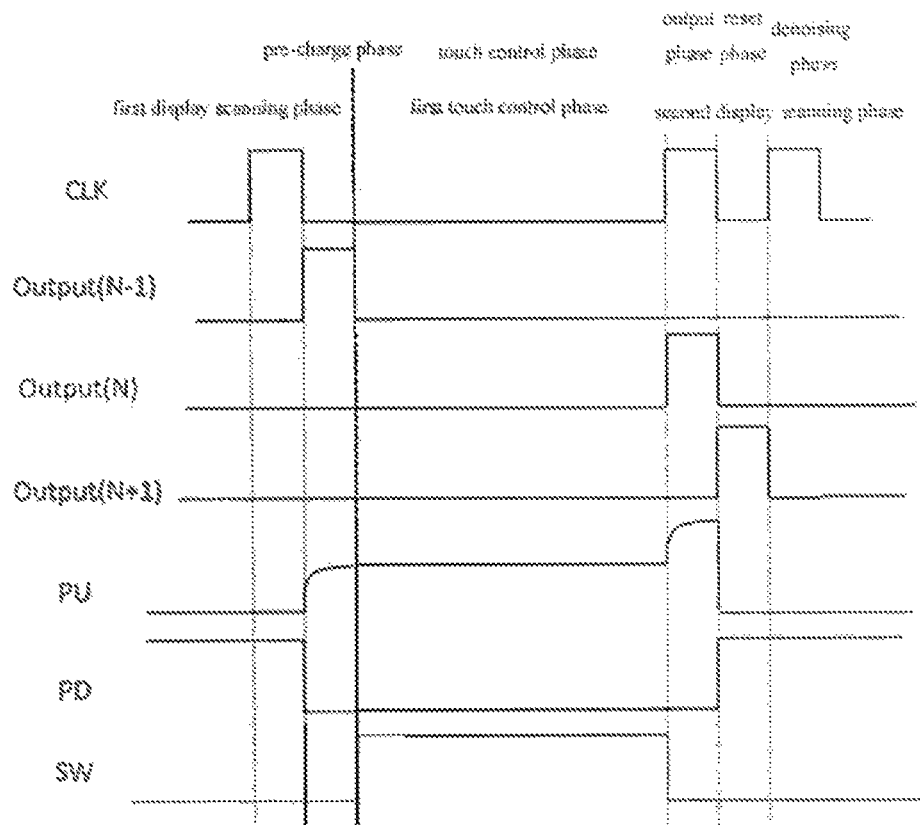 output reset denoising
pre-charge phase touch control phase phase phase phase
first display scanning phase first touch control phase second display scanning phase
CLK
Output(N-1)
Output(N)
Output(N+1)
PU
PD
SW